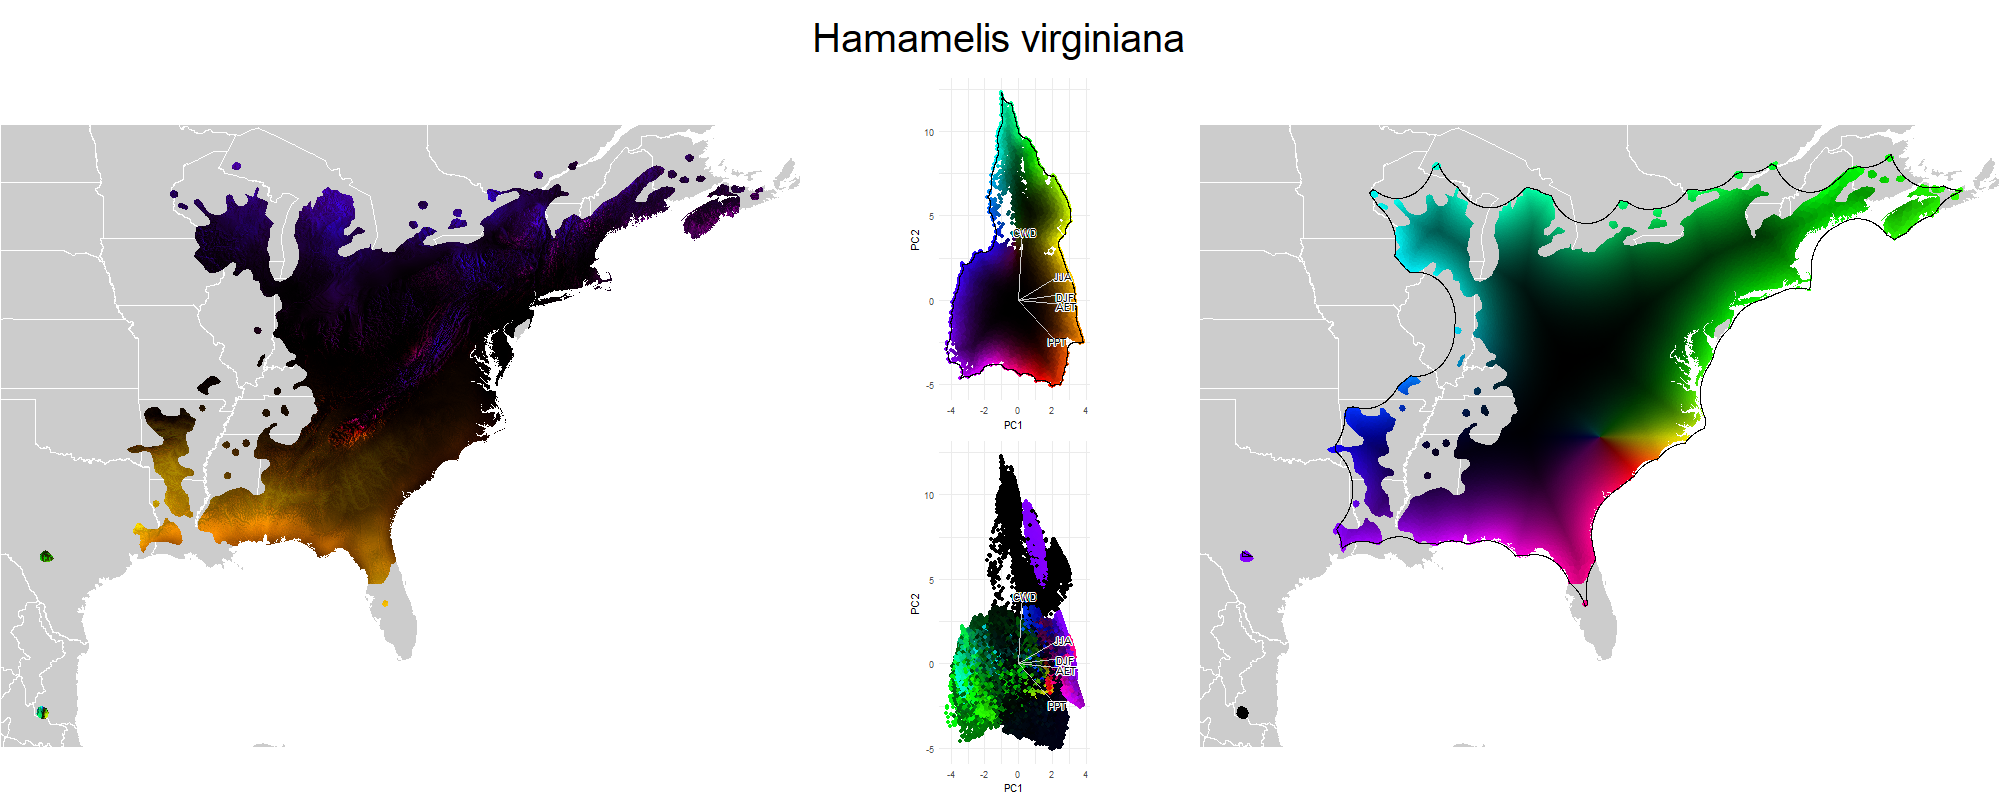 Hamamelis virginiana
10
5
0
-5
PC2
CWD
JJA
DJF
AET
PPT
-4
-2
0
2
4
PC1
10
5
0
-5
PC2
CWD
JJA
DJF
AET
PPT
-4
-2
0
2
4
PC1